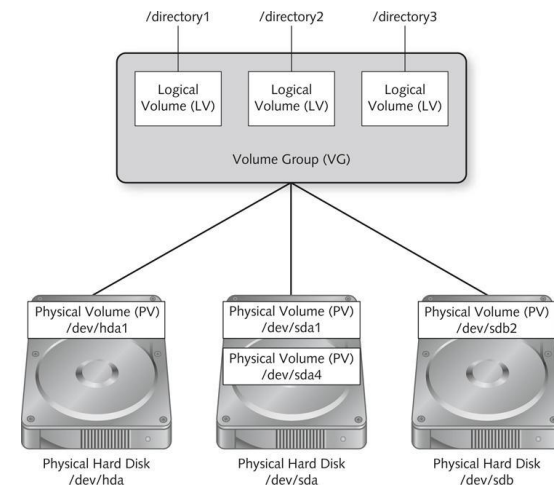 /directory1
/directory2
/directory3
Logical
Volume (LV)
Logical
Volume (LV)
Logical
Volume (LV)
Volume Group (VG)
Physical Volume (PV)
/dev/hda1
Physical Volume (PV)
/dev/sda1
Physical Volume (PV)
/dev/sda4
Physical Volume (PV)
/dev/sdb2
Physical Hard Disk
/dev/hda
Physical Hard Disk
/dev/sda
Physical Hard Disk
/dev/sdb